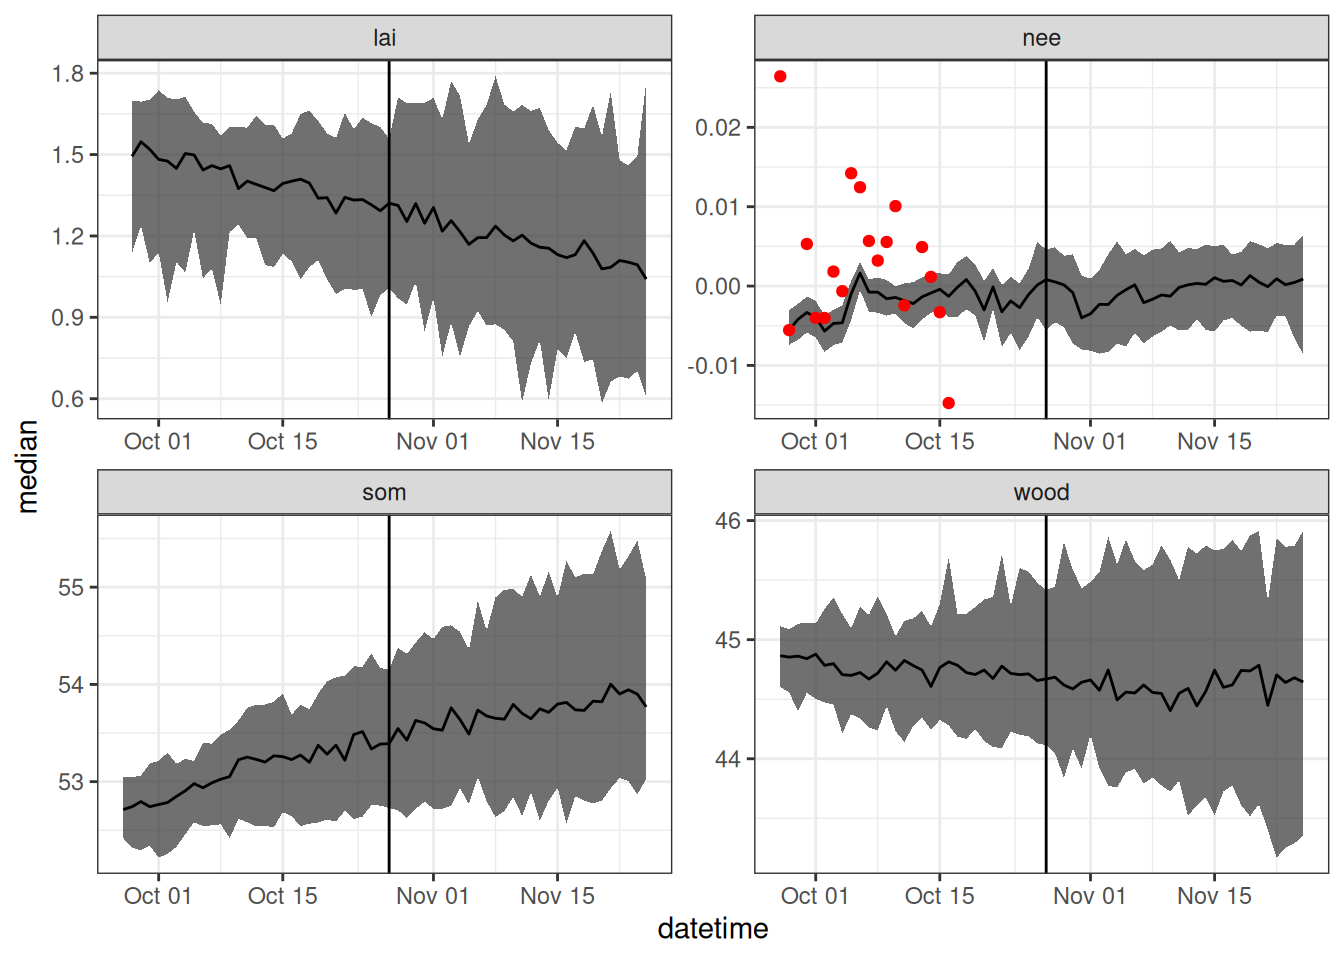 lai
nee
1.8
1.5
1.2
0.9
0.6
0.02
0.01
0.00
-0.01
Oct 01 Oct 15 Nov 01 Nov 15
Oct 01 Oct 15 Nov 01 Nov 15
median
som
wood
55
54
53
46
45
44
Oct 01 Oct 15 Nov 01 Nov 15
Oct 01 Oct 15 Nov 01 Nov 15
datetime